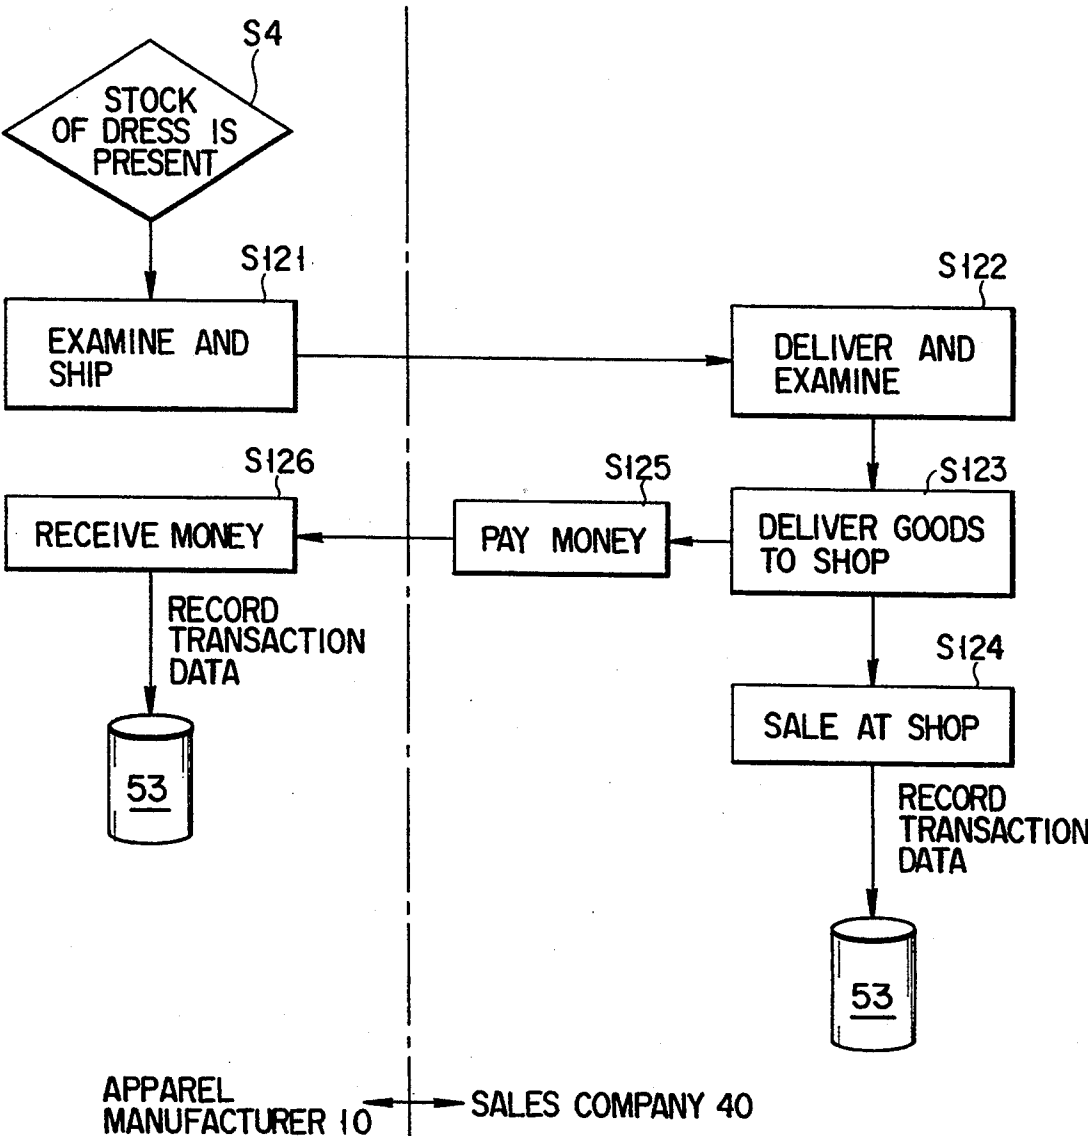 S4
STOCK
OF DRESS IS
PRESENT
S121
EXAMINE AND
SHIP
S122
DELIVER AND
EXAMINE
S126
RECEIVE MONEY
S125
PAY MONEY
S123
DELIVER GOODS
TO SHOP
RECORD
TRANSACTION
DATA
53
S124
SALE AT SHOP
RECORD
TRANSACTION
DATA
53
APPAREL
MANUFACTURER 10
SALES COMPANY 40